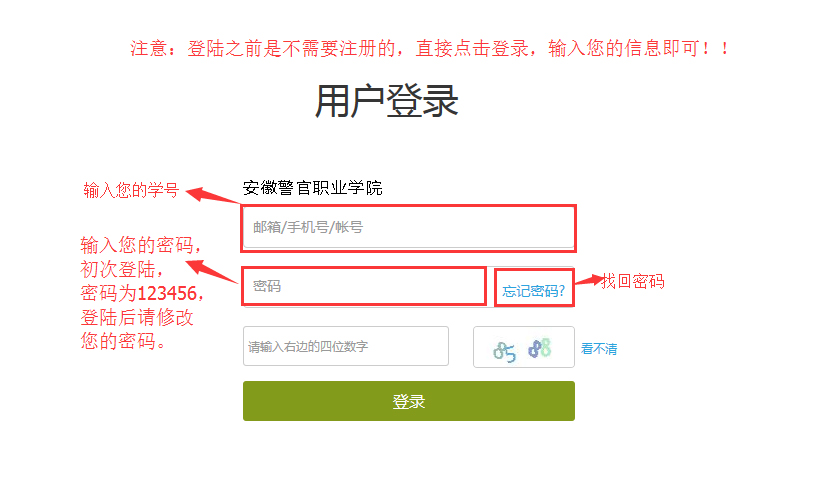 注意：登陆之前是不需要注册的，直接点击登录，输入您的信息即可！！
用户登录
输入您的学号
安徽警官职业学院
邮箱/手机号/帐号
输入您的密码，
初次登陆，
密码为123456，
登陆后请修改
您的密码。
密码
忘记密码?
找回密码
请输入右边的四位数字
8588
看不清
登录